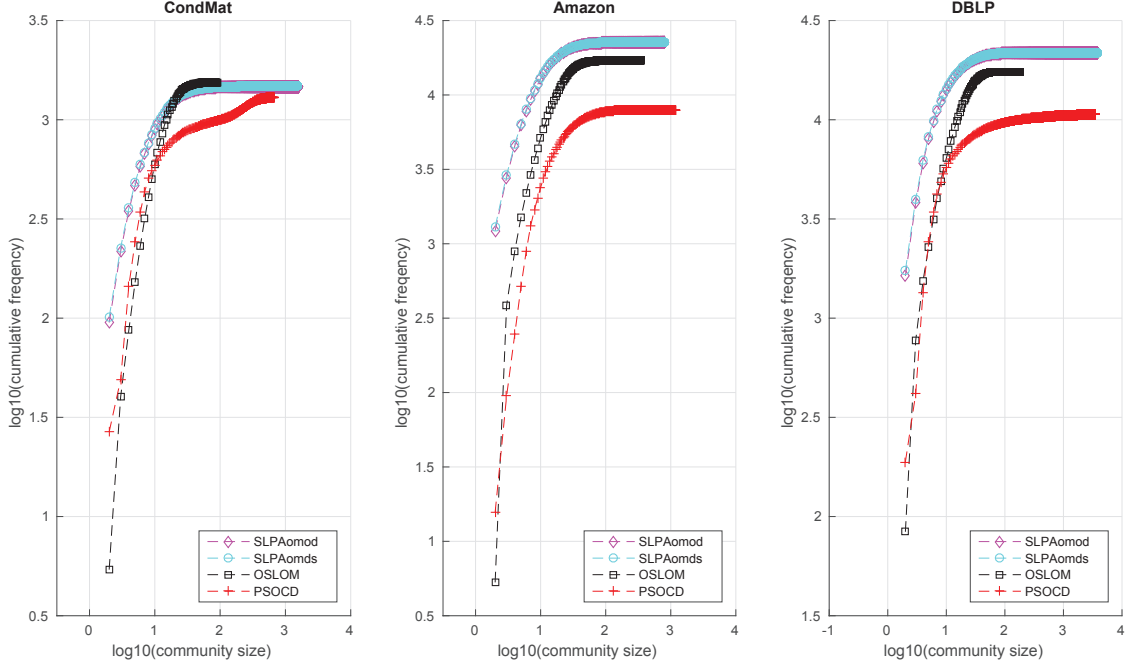 CondMat
3.5
3
2.5
2
1.5
1
0.5
0
1
2
3
4
log10(cumulative freqency)
log10(community size)
SLPAomod
SLPAomds
OSLOM
PSOCD
Amazon
4.5
4
3.5
3
2.5
2
1.5
1
0.5
0
1
2
3
4
log10(cumulative freqency)
log10(community size)
SLPAomod
SLPAomds
OSLOM
PSOCD
DBLP
4.5
4
3.5
3
2.5
2
1.5
-1
0
1
2
3
4
log10(cumulative freqency)
log10(community size)
SLPAomod
SLPAomds
OSLOM
PSOCD